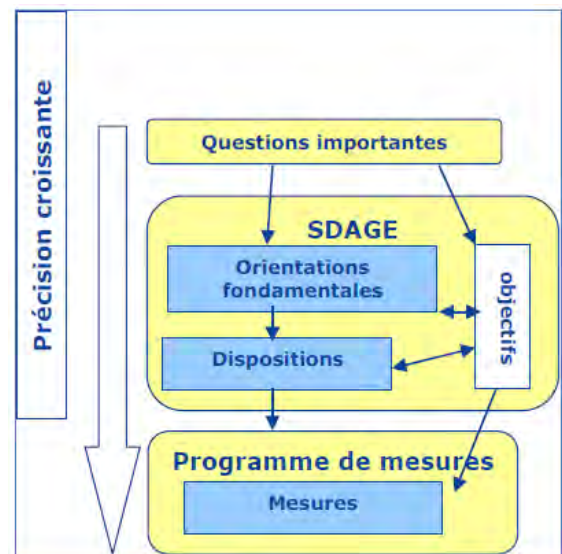 Précision croissante
Questions importantes
SDAGE
Orientations
fondamentales
objectifs
Dispositions
Programme de mesures
Mesures